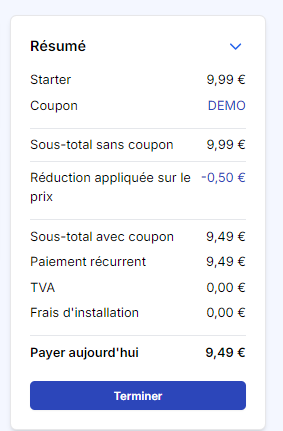 Résumé
Starter 9,99 €
Coupon DEMO
Sous-total sans coupon 9,99 €
Réduction appliquée sur le -0,50 €
prix
Sous-total avec coupon 9,49 €
Paiement récurrent 9,49 €
TVA 0,00 €
Frais d'installation 0,00 €
Payer aujourd'hui 9,49 €
Terminer